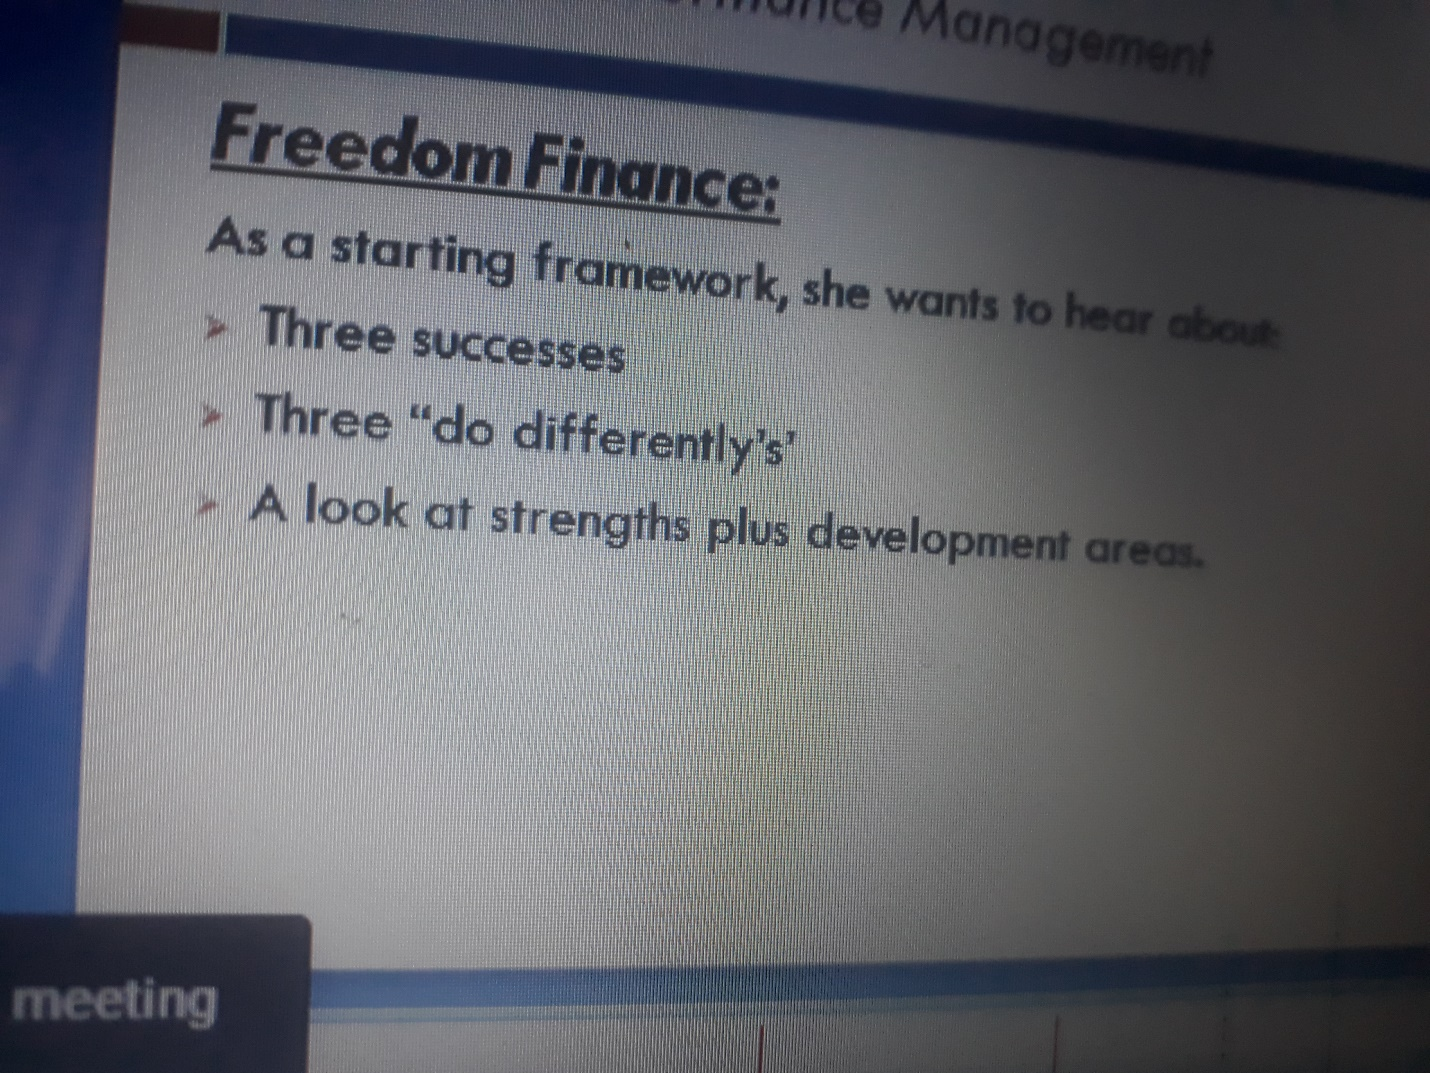 Management
Freedom Finance:
As a starting framework, she wants to hear about:
Three successes
Three “do differently’s’
A look at strengths plus development areas.
meeting